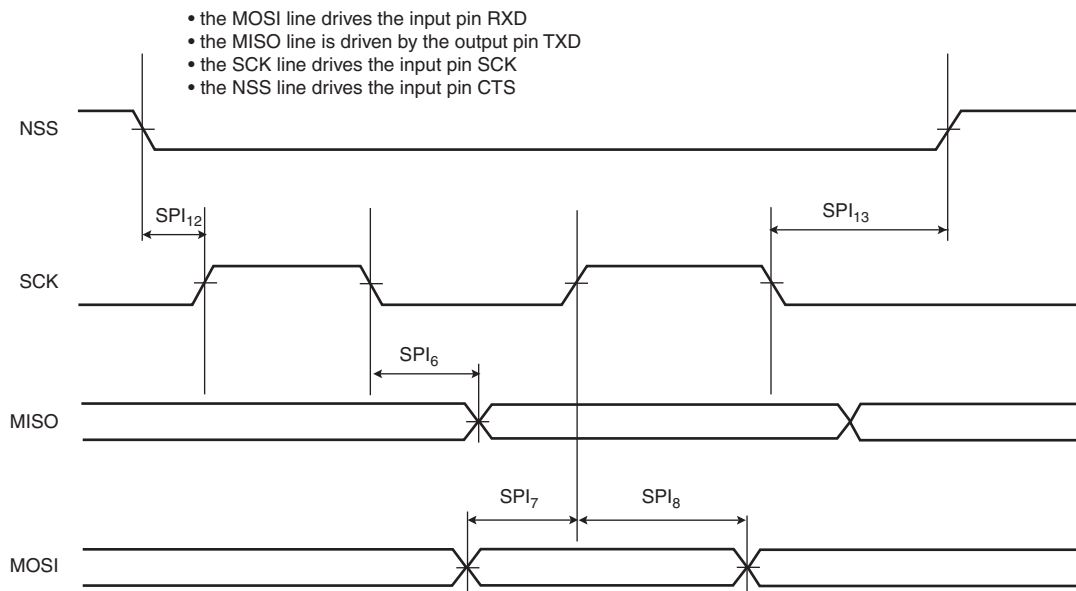 • the MOSI line drives the input pin RXD
• the MISO line is driven by the output pin TXD
• the SCK line drives the input pin SCK
• the NSS line drives the input pin CTS
NSS
SPI₁₂
SPI₁₃
SCK
SPI₆
MISO
SPI₇
SPI₈
MOSI